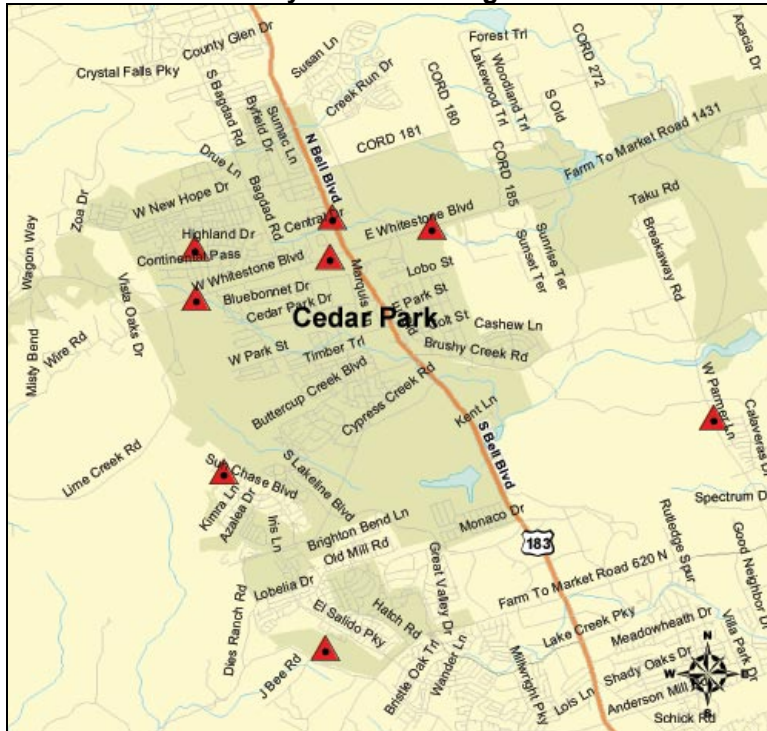 County Glen Dr
Crystal Falls Pky
Susan Ln
Creek Run Dr
Forest Trl
Lakewood Trl
Woodland Trl
CORD 272
Acacia Dr
S Old
CORD 180
S Bagdad Rd
Byfield Dr
Sumac Ln
N Bell Blvd
CORD 181
CORD 185
Farm To Market Road 1431
Drue Ln
W New Hope Dr
Bagdad Rd
Zoa Dr
Highland Dr
Central Dr
E Whitestone Blvd
Taku Rd
Wagon Way
Continental Pass
W Whitestone Blvd
Lobo St
Sunset Ter
Sunrise Ter
Breakaway Rd
Vista Oaks Dr
Bluebonnet Dr
Marquis
E Park St
Cedar Park Dr
Cedar Park
Colt St
Cashew Ln
Misty Bend
Wire Rd
W Park St
Timber Trl
Brushy Creek Rd
Buttercup Creek Blvd
Cypress Creek Rd
Kent Ln
S Bell Blvd
W Parmer Ln
Calaveras Dr
Lime Creek Rd
Sun Chase Blvd
S Lakeline Blvd
Kimra Ln
Azalea Dr
Iris Ln
Spectrum D
Brighton Bend Ln
Monaco Dr
Old Mill Rd
183
Rutledge Spur
Good Neighbor Dr
Great Valley Dr
Farm To Market Road 620 N
Lobelia Dr
Dies Ranch Rd
El Salido Pky
Hatch Rd
Lake Creek Pky
Meadowheath Dr
Villa Park Dr
J Bee Rd
Bristle Oak Trl
Wander Ln
Millwright Pky
Shady Oaks Dr
Lois Ln
Anderson Mill Rd
Schick Rd
N
W
E
S